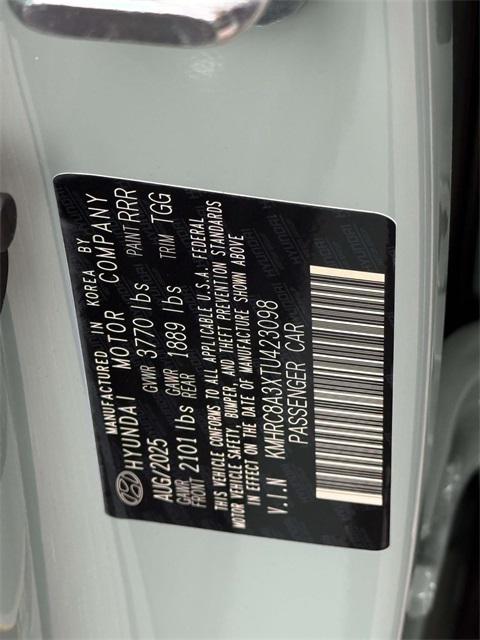 MANUFACTURED IN KOREA BY
HYUNDAI MOTOR COMPANY
AUG/2025 GVWR 3770 lbs PAINT RRR
GAWR FRONT 2101 lbs GAWR REAR 1889 lbs TRIM TGG
THIS VEHICLE CONFORMS TO ALL APPLICABLE U.S.A. FEDERAL
MOTOR VEHICLE SAFETY, BUMPER, AND THEFT PREVENTION STANDARDS
IN EFFECT ON THE DATE OF MANUFACTURE SHOWN ABOVE
V.I.N KMHRC8A3XTU423098
PASSENGER CAR